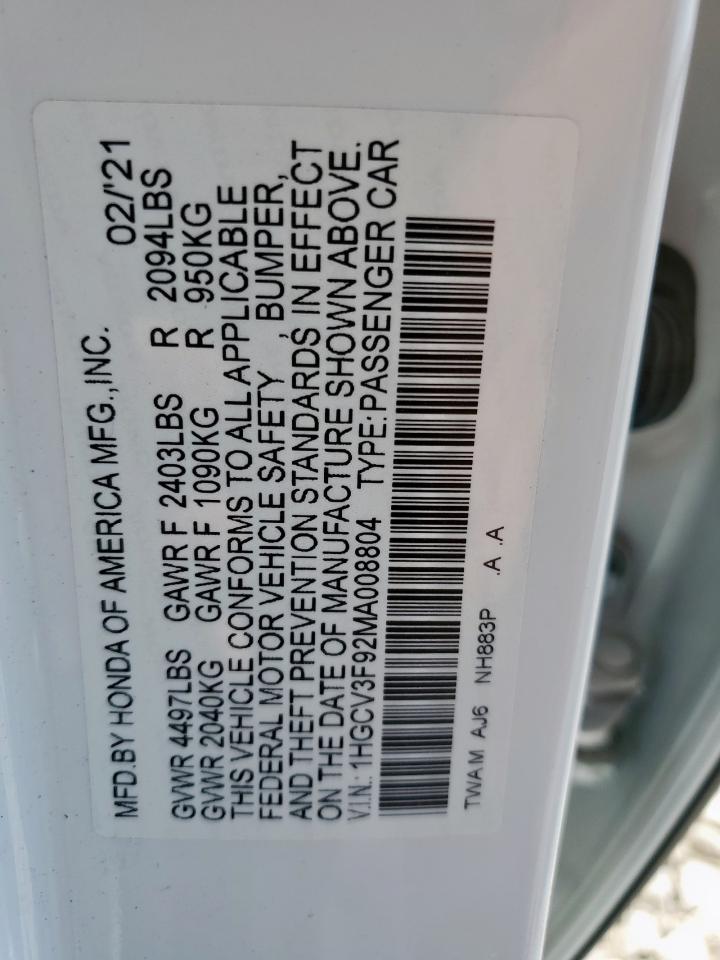 MFD.BY HONDA OF AMERICA MFG.,INC. 02/'21
GVWR 4497LBS GAWR F 2403LBS R 2094LBS
GVWR 2040KG GAWR F 1090KG R 950KG
THIS VEHICLE CONFORMS TO ALL APPLICABLE
FEDERAL MOTOR VEHICLE SAFETY , BUMPER,
AND THEFT PREVENTION STANDARDS IN EFFECT
ON THE DATE OF MANUFACTURE SHOWN ABOVE.
V.I.N.: 1HGCV3F92MA008804 TYPE:PASSENGER CAR
TWAM AJ6 NH883P .A .A